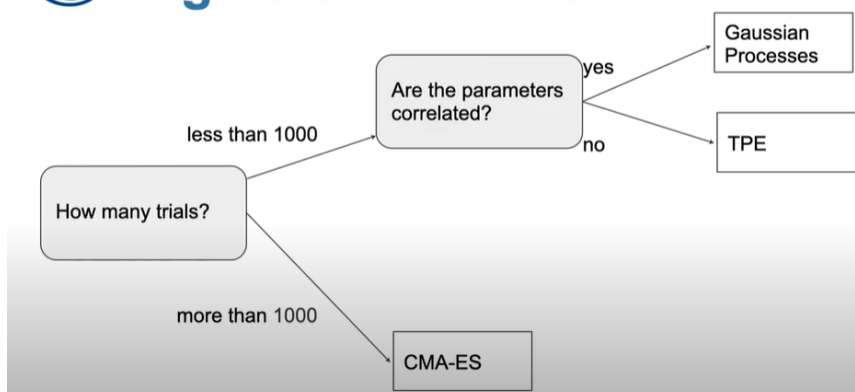 Gaussian
Processes
yes
Are the parameters
correlated?
less than 1000
no
TPE
How many trials?
more than 1000
CMA-ES